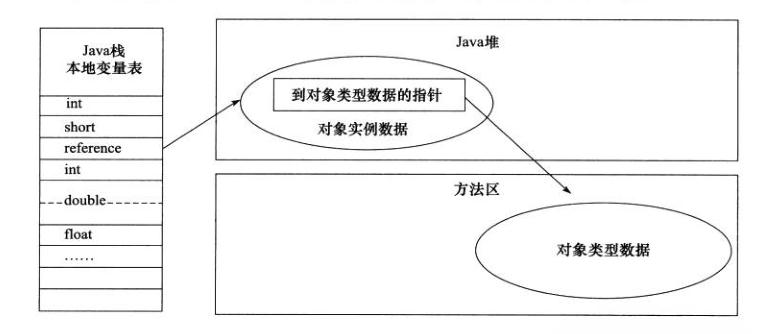 Java栈
本地变量表
int
short
reference
int
double
float
……
Java堆
到对象类型数据的指针
对象实例数据
方法区
对象类型数据